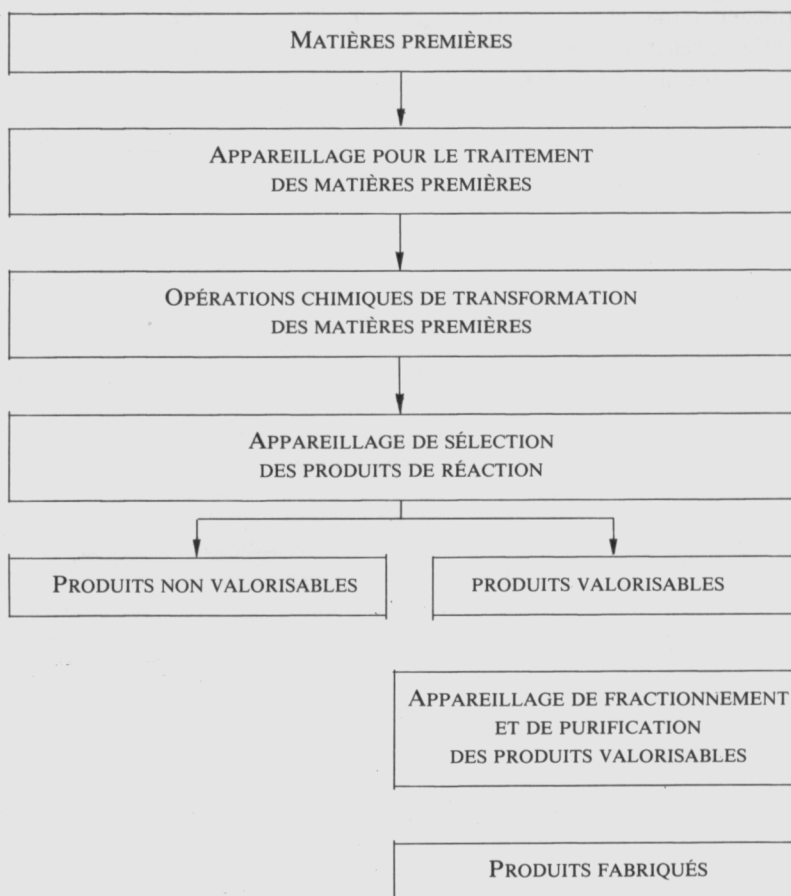 MATIÈRES PREMIÈRES
APPAREILLAGE POUR LE TRAITEMENT
DES MATIÈRES PREMIÈRES
OPÉRATIONS CHIMIQUES DE TRANSFORMATION
DES MATIÈRES PREMIÈRES
APPAREILLAGE DE SÉLECTION
DES PRODUITS DE RÉACTION
PRODUITS NON VALORISABLES
PRODUITS VALORISABLES
APPAREILLAGE DE FRACTIONNEMENT
ET DE PURIFICATION
DES PRODUITS VALORISABLES
PRODUITS FABRIQUÉS